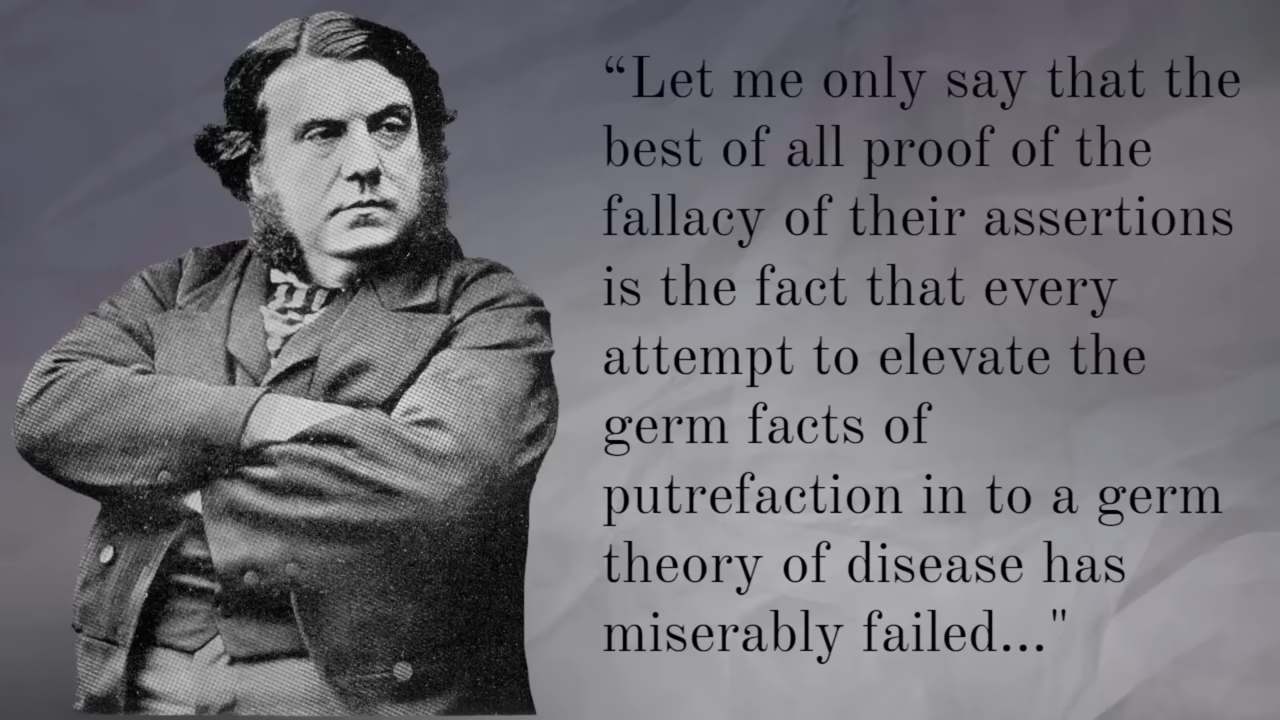 “Let me only say that the
best of all proof of the
fallacy of their assertions
is the fact that every
attempt to elevate the
germ facts of
putrefaction in to a germ
theory of disease has
miserably failed..."